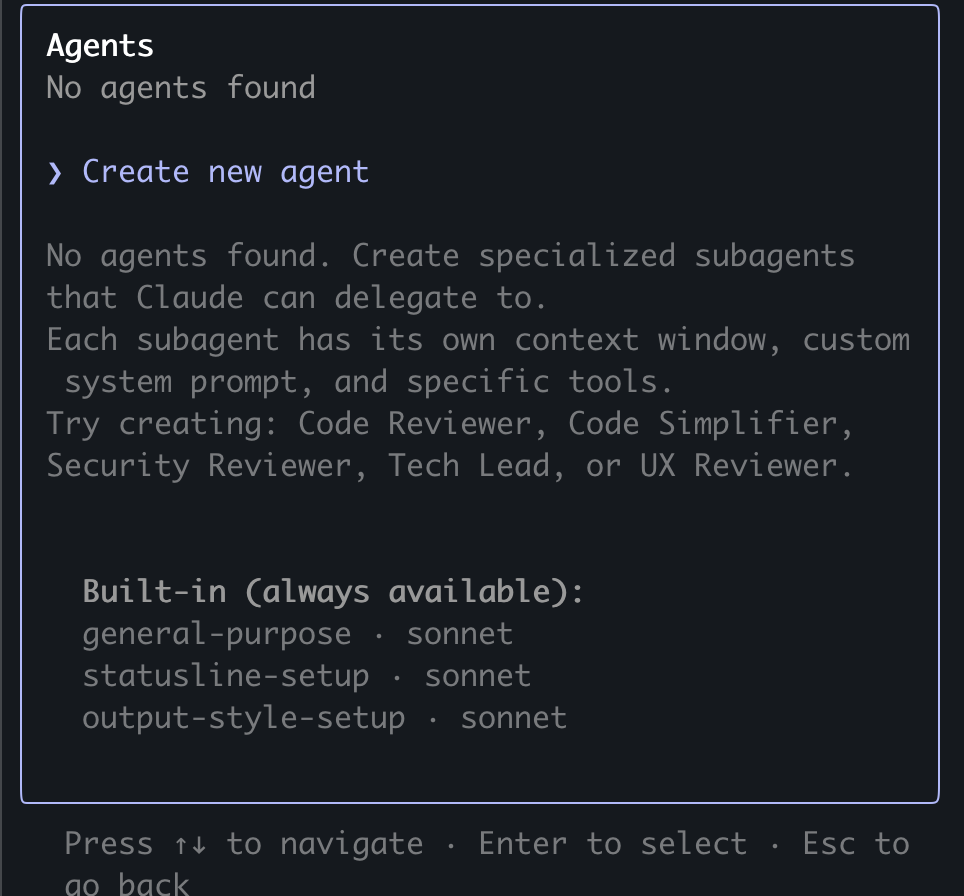 Agents
No agents found
❯ Create new agent
No agents found. Create specialized subagents
that Claude can delegate to.
Each subagent has its own context window, custom
system prompt, and specific tools.
Try creating: Code Reviewer, Code Simplifier,
Security Reviewer, Tech Lead, or UX Reviewer.
Built-in (always available):
general-purpose · sonnet
statusline-setup · sonnet
output-style-setup · sonnet
Press ↑↓ to navigate · Enter to select · Esc to
go back